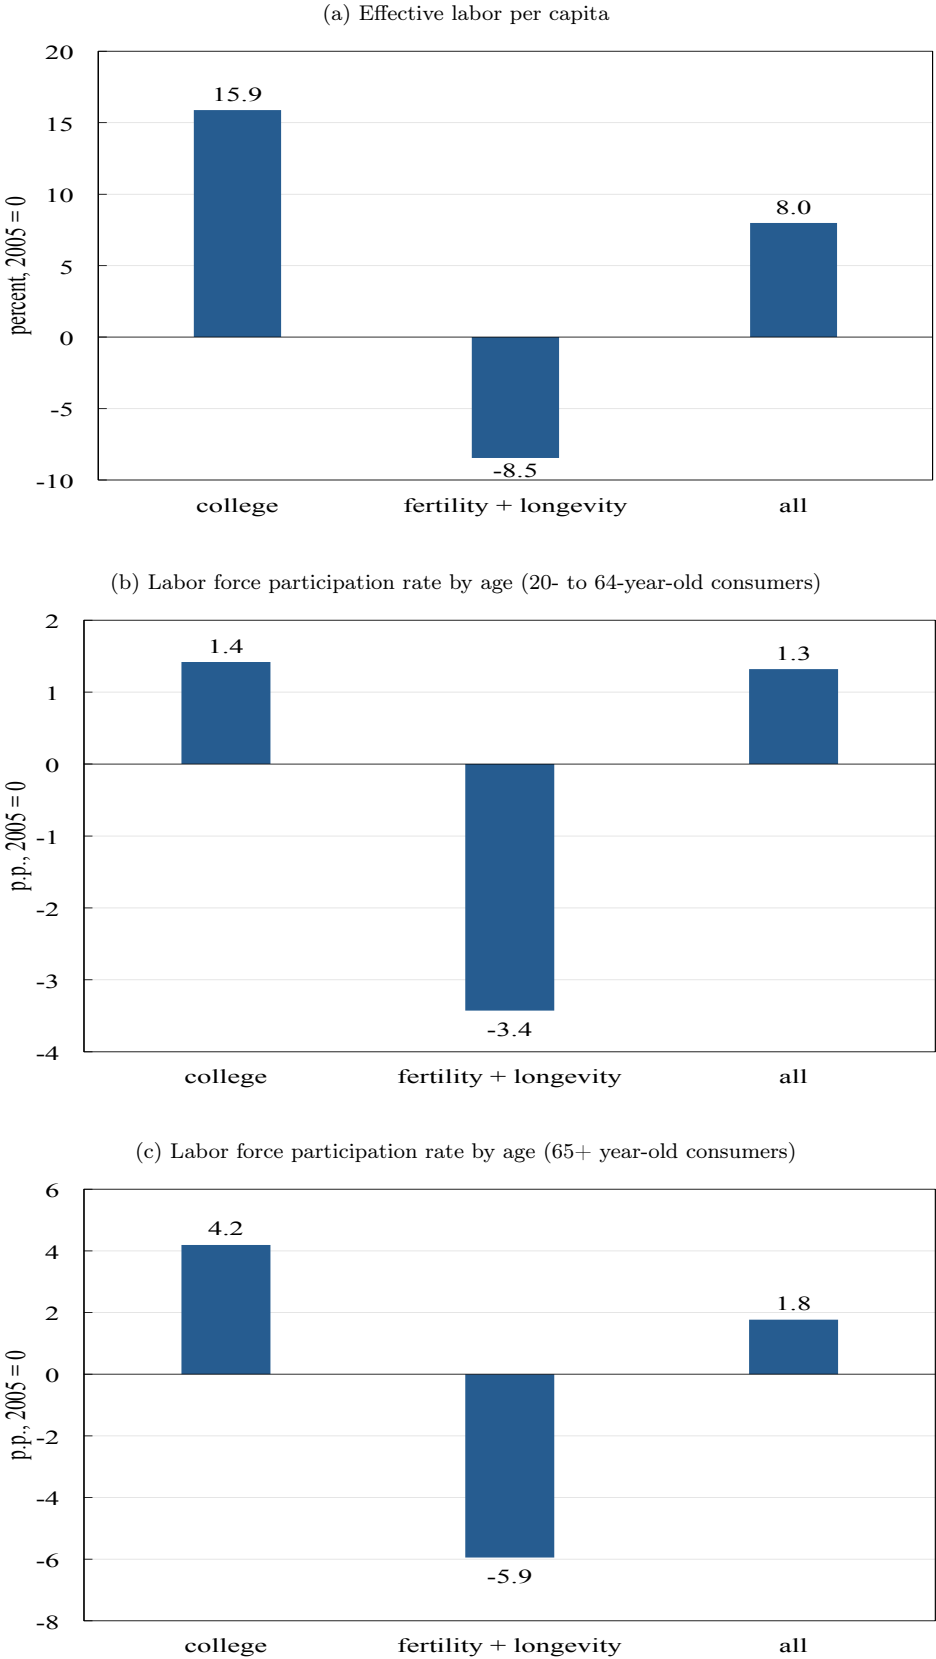 (a) Effective labor per capita
20
15.9
15
10
8.0
5
0
-5
-8.5
-10
percent, 2005 = 0
college
fertility + longevity
all
(b) Labor force participation rate by age (20- to 64-year-old consumers)
2
1.4
1.3
1
0
-1
-2
-3
-3.4
-4
p.p., 2005 = 0
college
fertility + longevity
all
(c) Labor force participation rate by age (65+ year-old consumers)
6
4.2
4
2
1.8
0
-2
-4
-6
-5.9
-8
p.p., 2005 = 0
college
fertility + longevity
all